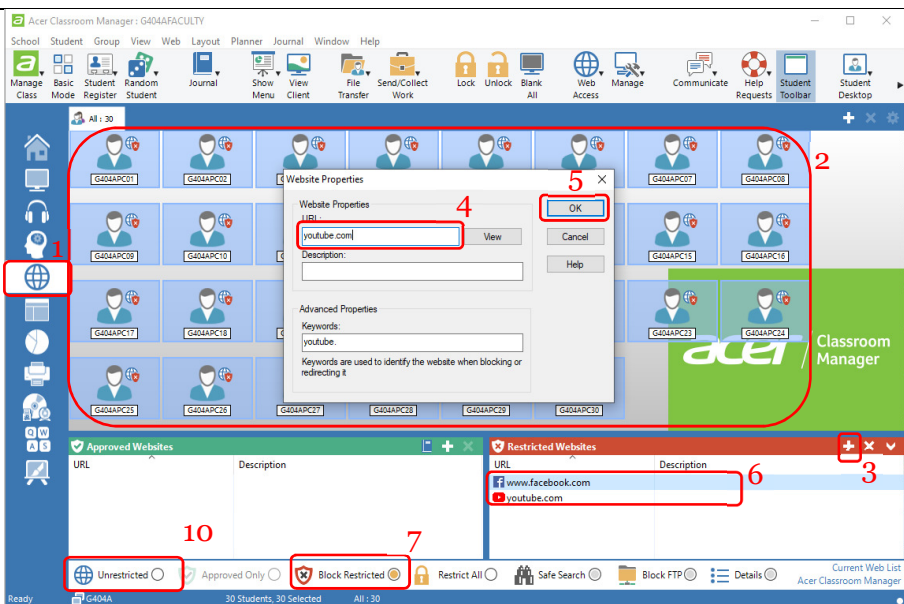 Acer Classroom Manager : G404AFACULTY
School Student Group View Web Layout Planner Journal Window Help
Manage Class
Basic Mode
Student Register
Random Student
Journal
Show Menu
View Client
File Transfer
Send/Collect Work
Lock
Unlock
Blank All
Web Access
Manage
Communicate
Help Requests
Student Toolbar
Student Desktop
All : 30
2
G404APC01
G404APC02
G404APC07
G404APC08
1
G404APC09
G404APC10
G404APC15
G404APC16
G404APC17
G404APC18
G404APC23
G404APC24
G404APC25
G404APC26
G404APC27
G404APC28
G404APC29
G404APC30
Website Properties
5
Website Properties
4
OK
URL :
youtube.com
View
Cancel
Description:
Help
Advanced Properties
Keywords:
youtube.
Keywords are used to identify the website when blocking or
redirecting it
acer
Classroom
Manager
Q W
A S
Approved Websites
URL Description
Restricted Websites
3
URL Description
www.facebook.com
youtube.com
6
10
7
Unrestricted
Approved Only
Block Restricted
Restrict All
Safe Search
Block FTP
Details
Current Web List
Acer Classroom Manager
Ready
G404A
30 Students, 30 Selected
All : 30